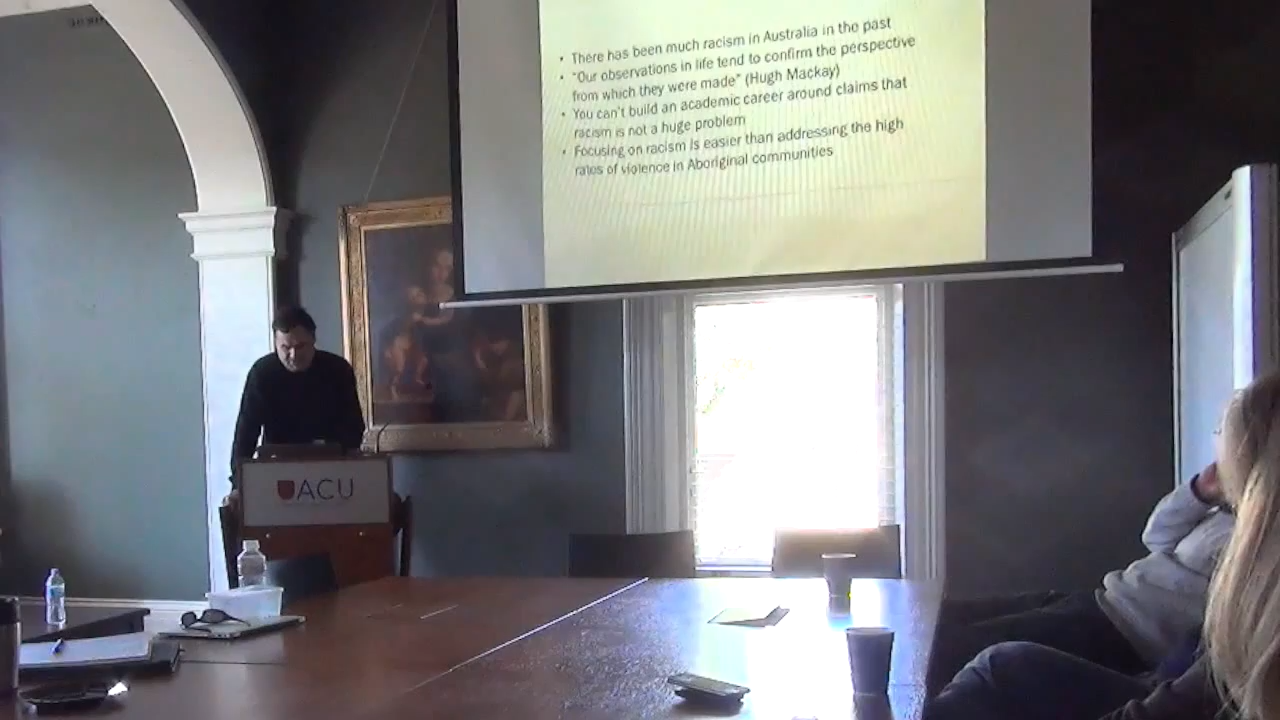 • There has been much racism in Australia in the past
• "Our observations in life tend to confirm the perspective
from which they were made" (Hugh Mackay)
• You can't build an academic career around claims that
racism is not a huge problem
• Focusing on racism is easier than addressing the high
rates of violence in Aboriginal communities
ACU